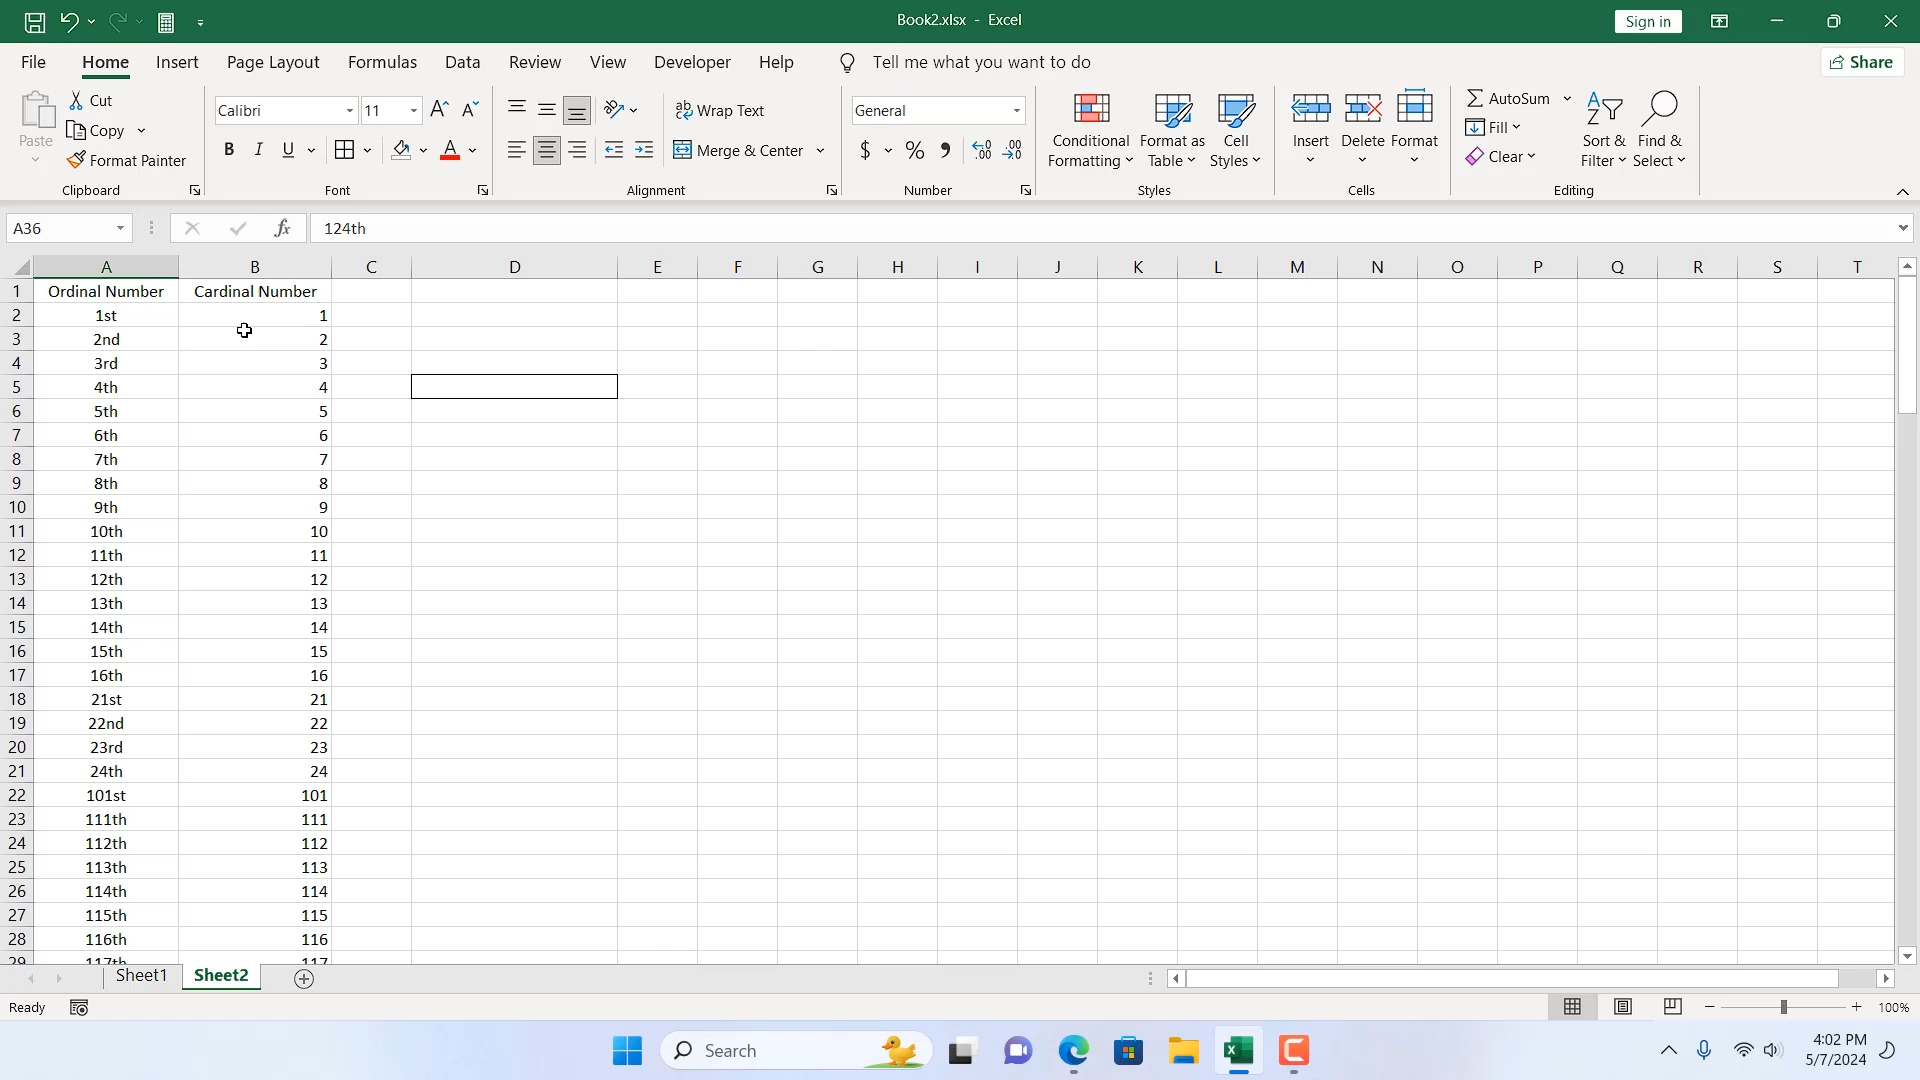 Book2.xlsx - Excel
Sign in
File Home Insert Page Layout Formulas Data Review View Developer Help Tell me what you want to do Share
Paste Cut Copy Format Painter Clipboard
Calibri 11 B I U A Font
ab Wrap Text Merge & Center Alignment
General $ % Number
Conditional Formatting Format as Table Cell Styles Styles
Insert Delete Format Cells
AutoSum Fill Clear Sort & Filter Find & Select Editing
A36 fx 124th
A B C D E F G H I J K L M N O P Q R S T
1 Ordinal Number Cardinal Number
2 1st 1
3 2nd 2
4 3rd 3
5 4th 4
6 5th 5
7 6th 6
8 7th 7
9 8th 8
10 9th 9
11 10th 10
12 11th 11
13 12th 12
14 13th 13
15 14th 14
16 15th 15
17 16th 16
18 21st 21
19 22nd 22
20 23rd 23
21 24th 24
22 101st 101
23 111th 111
24 112th 112
25 113th 113
26 114th 114
27 115th 115
28 116th 116
29 117th 117
Sheet1 Sheet2
Ready 100%
Search 4:02 PM
5/7/2024